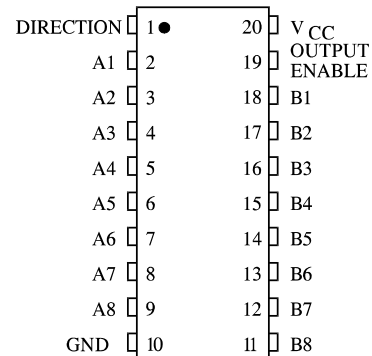 DIRECTION 1 20 VCC
A1 2 19 OUTPUT ENABLE
A2 3 18 B1
A3 4 17 B2
A4 5 16 B3
A5 6 15 B4
A6 7 14 B5
A7 8 13 B6
A8 9 12 B7
GND 10 11 B8